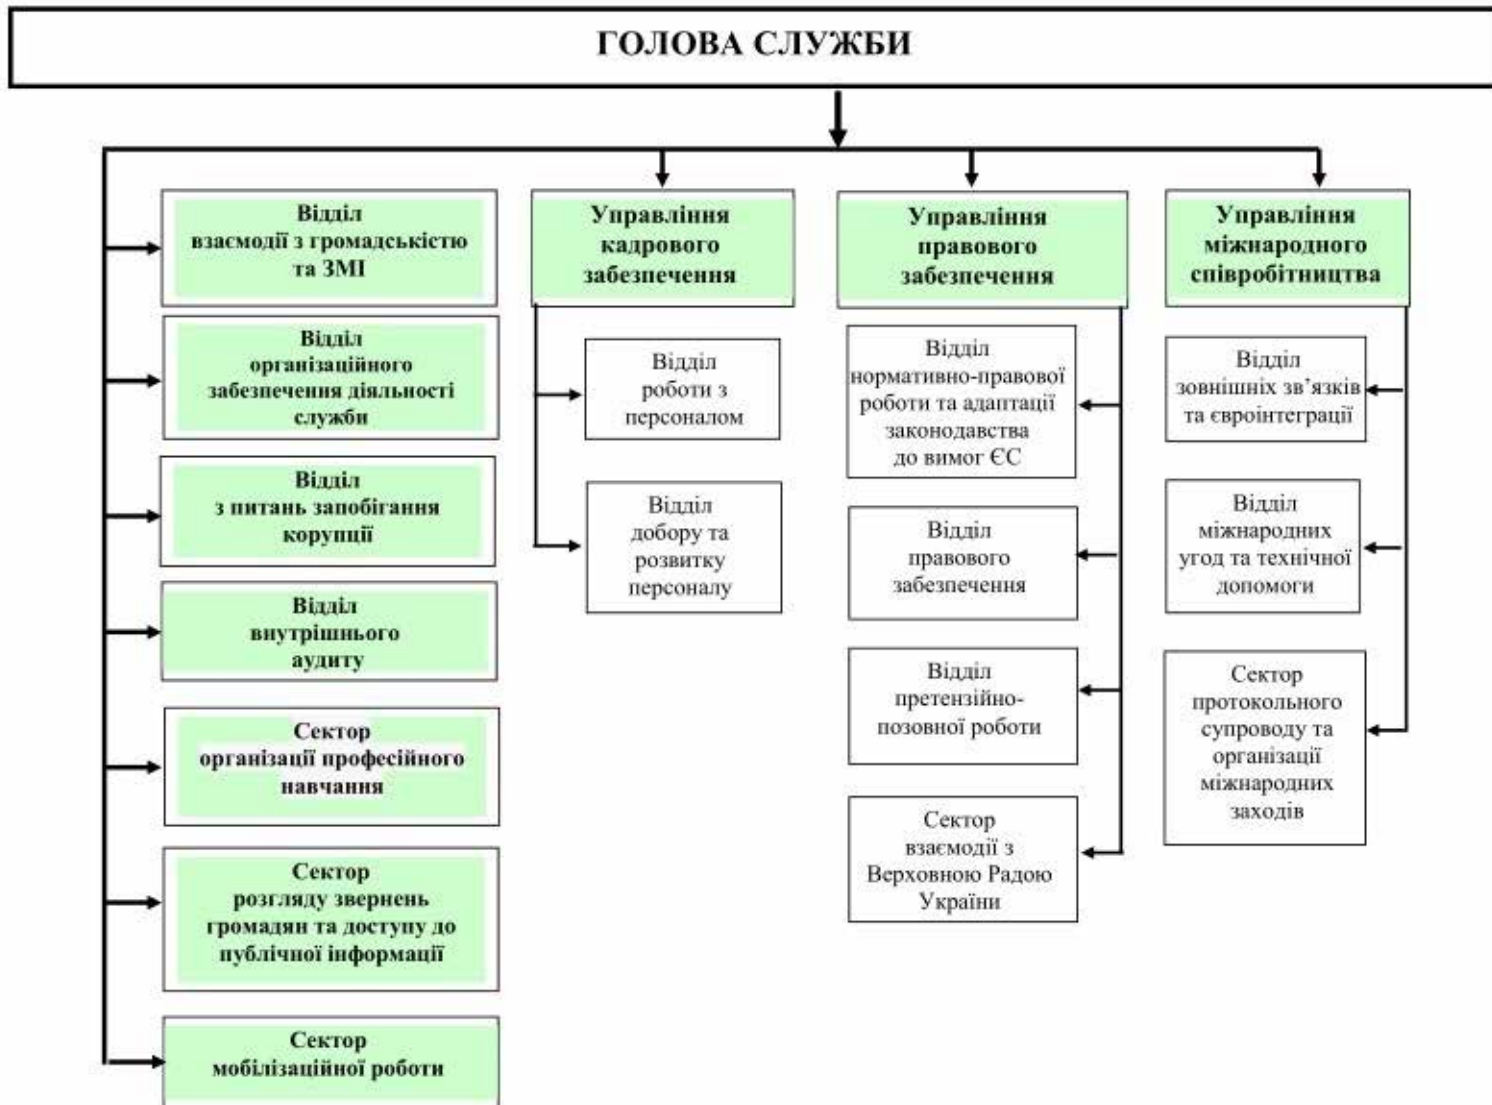 ГОЛОВА СЛУЖБИ
Відділ
взаємодії з громадськістю
та ЗМІ
Відділ
організаційного
забезпечення діяльності
служби
Відділ
з питань запобігання
корупції
Відділ
внутрішнього
аудиту
Сектор
організації професійного
навчання
Сектор
розгляду звернень
громадян та доступу до
публічної інформації
Сектор
мобілізаційної роботи
Управління
кадрового
забезпечення
Відділ
роботи з
персоналом
Відділ
добору та
розвитку
персоналу
Управління
правового
забезпечення
Відділ
нормативно-правової
роботи та адаптації
законодавства
до вимог ЄС
Відділ
правового
забезпечення
Відділ
претензійно-
позовної роботи
Сектор
взаємодії з
Верховною Радою
України
Управління
міжнародного
співробітництва
Відділ
зовнішніх зв’язків
та євроінтеграції
Відділ
міжнародних
угод та технічної
допомоги
Сектор
протокольного
супроводу та
організації
міжнародних
заходів